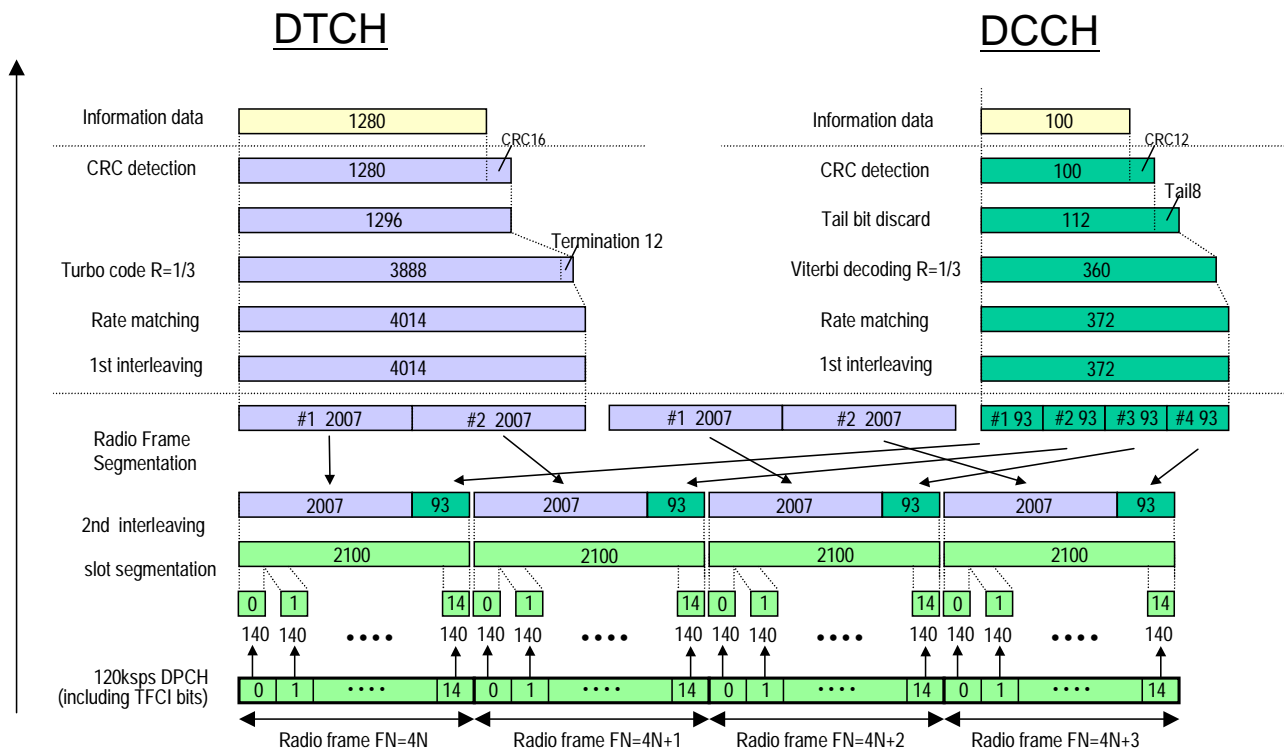 DTCH DCCH
Information data 1280 Information data 100
CRC16 CRC12
CRC detection 1280 CRC detection 100
Tail8
1296 Tail bit discard 112
Termination 12
Turbo code R=1/3 3888 Viterbi decoding R=1/3 360
Rate matching 4014 Rate matching 372
1st interleaving 4014 1st interleaving 372
#1 2007 #2 2007 #1 2007 #2 2007 #1 93 #2 93 #3 93 #4 93
Radio Frame
Segmentation
2007 93 2007 93 2007 93 2007 93
2nd interleaving
2100 2100 2100 2100
slot segmentation
0 1 14 0 1 14 0 1 14 0 1 14
140 140 •••• 140 140 140 •••• 140 140 140 •••• 140 140 140 •••• 140
120ksps DPCH
(including TFCI bits)
0 1 •••• 14 0 1 •••• 14 0 1 •••• 14 0 1 •••• 14
Radio frame FN=4N Radio frame FN=4N+1 Radio frame FN=4N+2 Radio frame FN=4N+3